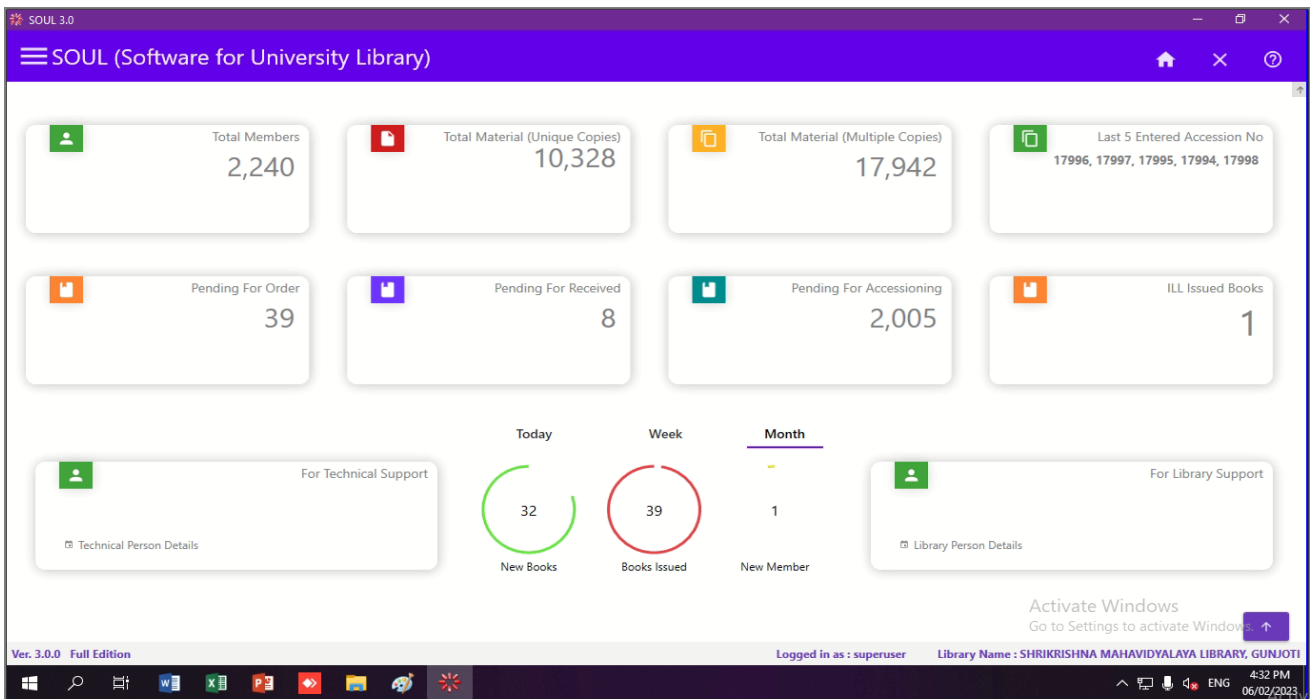 SOUL 3.0
SOUL (Software for University Library)
Total Members
2,240
Total Material (Unique Copies)
10,328
Total Material (Multiple Copies)
17,942
Last 5 Entered Accession No
17996, 17997, 17995, 17994, 17998
Pending For Order
39
Pending For Received
8
Pending For Accessioning
2,005
ILL Issued Books
1
Today Week Month
For Technical Support
Technical Person Details
32
New Books
39
Books Issued
1
New Member
For Library Support
Library Person Details
Activate Windows
Go to Settings to activate Windows.
Ver. 3.0.0 Full Edition
Logged in as : superuser
Library Name : SHRIKRISHNA MAHAVIDYALAYA LIBRARY, GUNJOTI
ENG
4:32 PM
06/02/2023